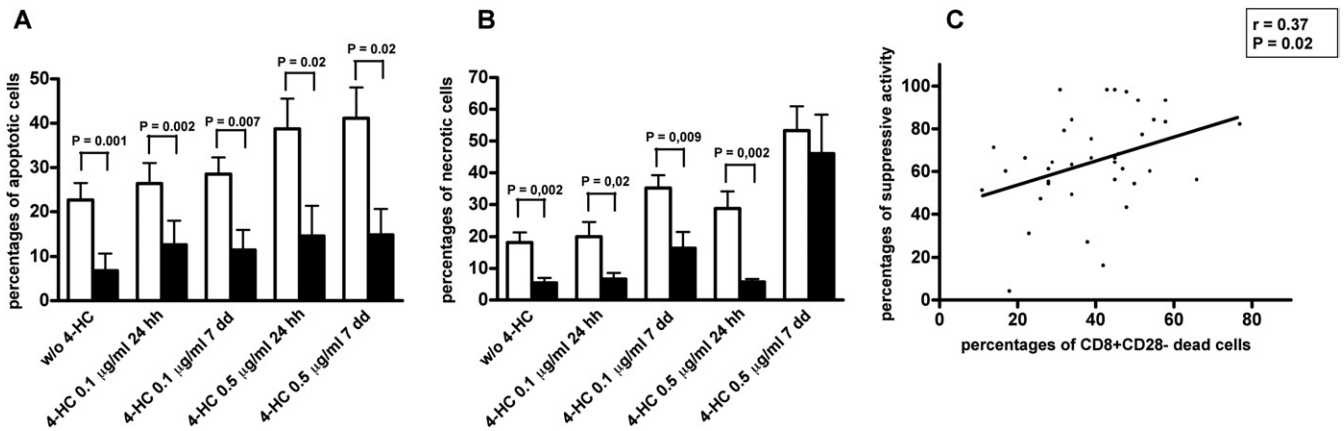 A
percentages of apoptotic cells
50
40
30
20
10
0
P = 0.001
P = 0.002
P = 0.007
P = 0.02
P = 0.02
w/o 4-HC
4-HC 0.1 μg/ml 24 hh
4-HC 0.1 μg/ml 7 dd
4-HC 0.5 μg/ml 24 hh
4-HC 0.5 μg/ml 7 dd
B
percentages of necrotic cells
70
60
50
40
30
20
10
0
P = 0,002
P = 0,02
P = 0,009
P = 0,002
w/o 4-HC
4-HC 0.1 μg/ml 24 hh
4-HC 0.1 μg/ml 7 dd
4-HC 0.5 μg/ml 24 hh
4-HC 0.5 μg/ml 7 dd
C
r = 0.37
P = 0.02
percentages of suppressive activity
100
80
60
40
20
0
0 20 40 60 80
percentages of CD8+CD28- dead cells